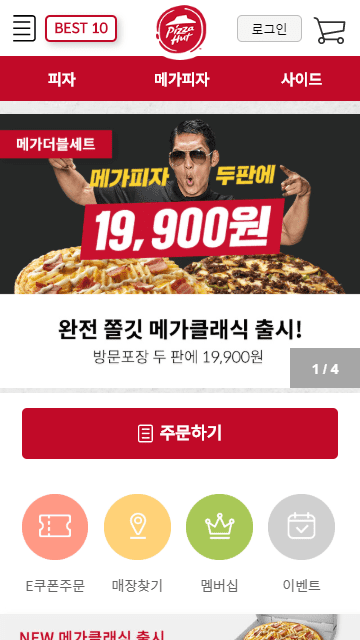 BEST 10
Pizza Hut
로그인
피자 메가피자 사이드
메가더블세트
메가피자 두판에
19,900원
완전 쫄깃 메가클래식 출시!
방문포장 두 판에 19,900원
1 / 4
주문하기
E쿠폰주문 매장찾기 멤버십 이벤트
NEW 메가클래식 출시